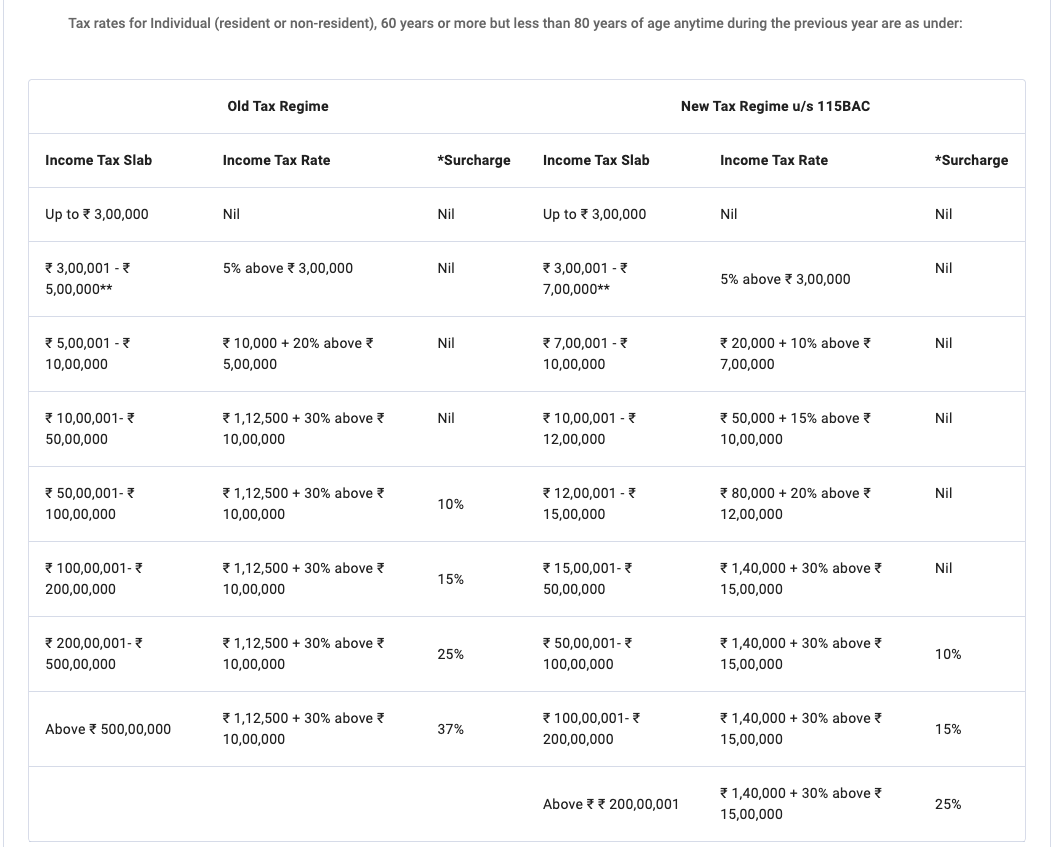 Tax rates for Individual (resident or non-resident), 60 years or more but less than 80 years of age anytime during the previous year are as under:
Old Tax Regime New Tax Regime u/s 115BAC
Income Tax Slab Income Tax Rate *Surcharge Income Tax Slab Income Tax Rate *Surcharge
Up to ₹ 3,00,000 Nil Nil Up to ₹ 3,00,000 Nil Nil
₹ 3,00,001 - ₹ 5% above ₹ 3,00,000 Nil ₹ 3,00,001 - ₹ 5% above ₹ 3,00,000 Nil
5,00,000** 7,00,000**
₹ 5,00,001 - ₹ ₹ 10,000 + 20% above ₹ Nil ₹ 7,00,001 - ₹ ₹ 20,000 + 10% above ₹ Nil
10,00,000 5,00,000 10,00,000 7,00,000
₹ 10,00,001- ₹ ₹ 1,12,500 + 30% above ₹ Nil ₹ 10,00,001 - ₹ ₹ 50,000 + 15% above ₹ Nil
50,00,000 10,00,000 12,00,000 10,00,000
₹ 50,00,001- ₹ ₹ 1,12,500 + 30% above ₹ 10% ₹ 12,00,001 - ₹ ₹ 80,000 + 20% above ₹ Nil
100,00,000 10,00,000 15,00,000 12,00,000
₹ 100,00,001- ₹ ₹ 1,12,500 + 30% above ₹ 15% ₹ 15,00,001- ₹ ₹ 1,40,000 + 30% above ₹ Nil
200,00,000 10,00,000 50,00,000 15,00,000
₹ 200,00,001- ₹ ₹ 1,12,500 + 30% above ₹ 25% ₹ 50,00,001- ₹ ₹ 1,40,000 + 30% above ₹ 10%
500,00,000 10,00,000 100,00,000 15,00,000
Above ₹ 500,00,000 ₹ 1,12,500 + 30% above ₹ 37% ₹ 100,00,001- ₹ ₹ 1,40,000 + 30% above ₹ 15%
10,00,000 200,00,000 15,00,000
Above ₹ ₹ 200,00,001 ₹ 1,40,000 + 30% above ₹ 25%
15,00,000